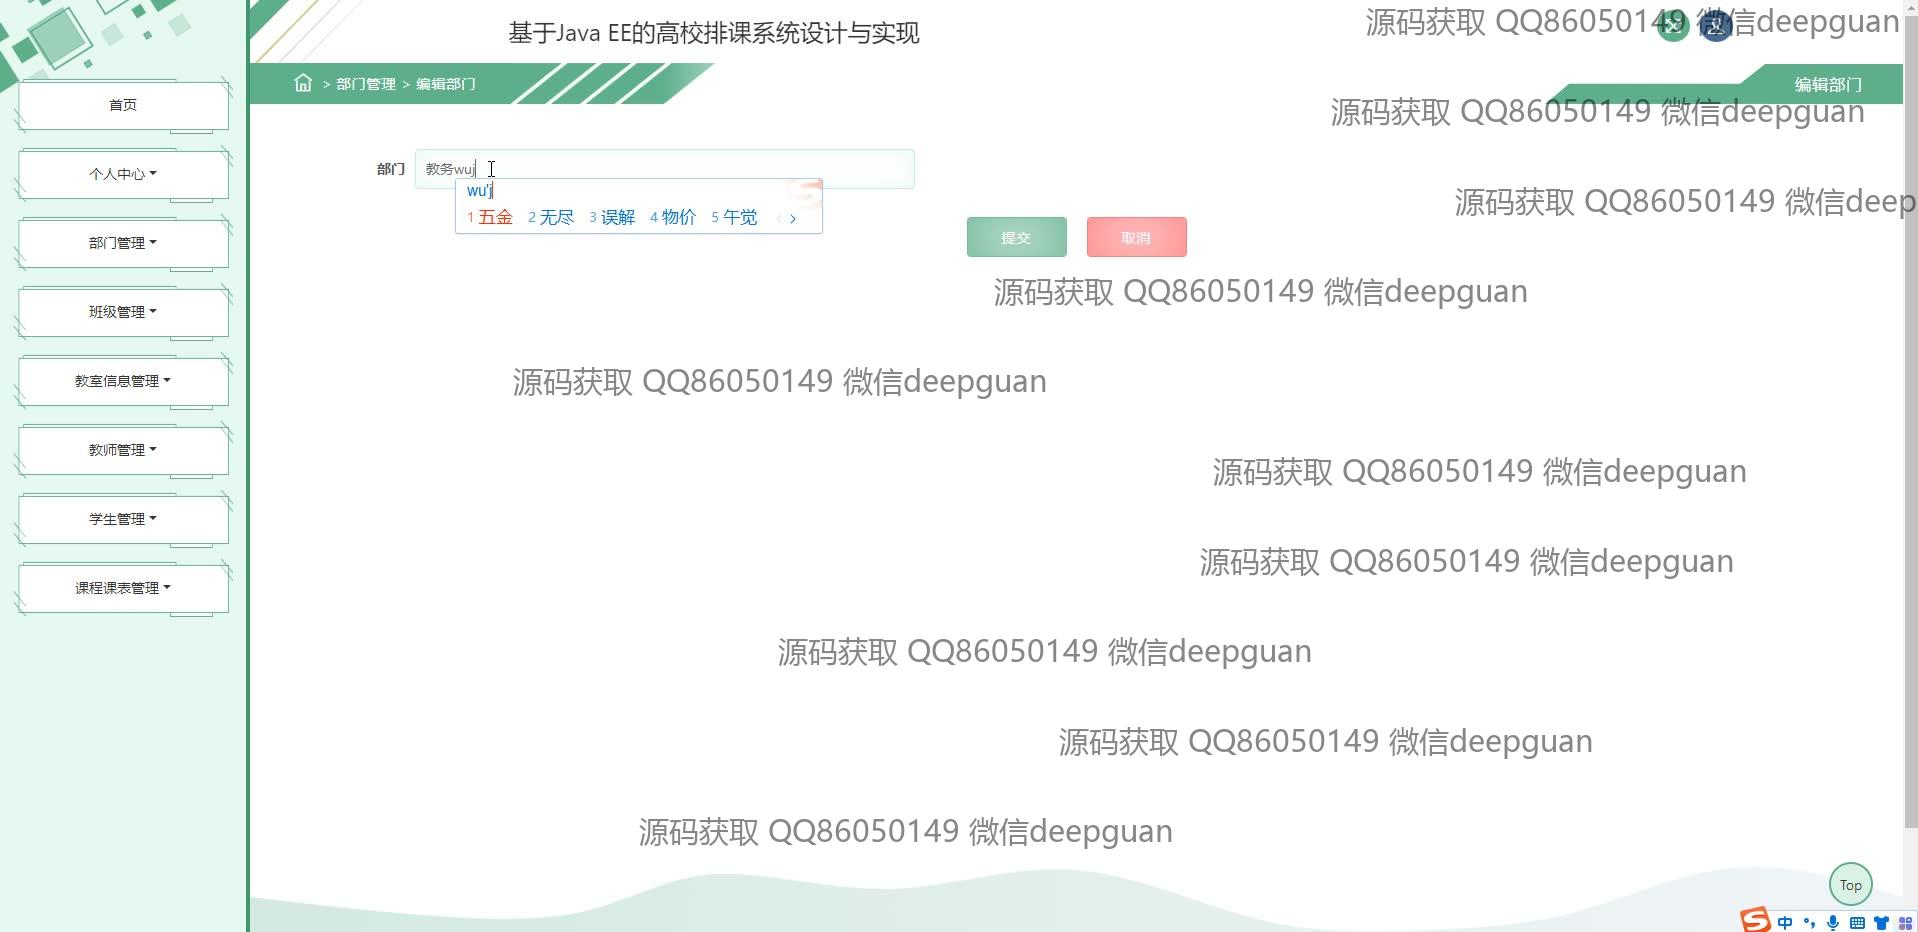 基于Java EE的高校排课系统设计与实现
源码获取 QQ86050149 微信deepguan
> 部门管理 > 编辑部门
编辑部门
源码获取 QQ86050149 微信deepguan
首页
个人中心
部门管理
班级管理
教室信息管理
教师管理
学生管理
课程课表管理
部门 教务wuj
wu'j
1 五金 2 无尽 3 误解 4 物价 5 午觉
源码获取 QQ86050149 微信deep
提交 取消
源码获取 QQ86050149 微信deepguan
源码获取 QQ86050149 微信deepguan
源码获取 QQ86050149 微信deepguan
源码获取 QQ86050149 微信deepguan
源码获取 QQ86050149 微信deepguan
源码获取 QQ86050149 微信deepguan
源码获取 QQ86050149 微信deepguan
Top
S 中